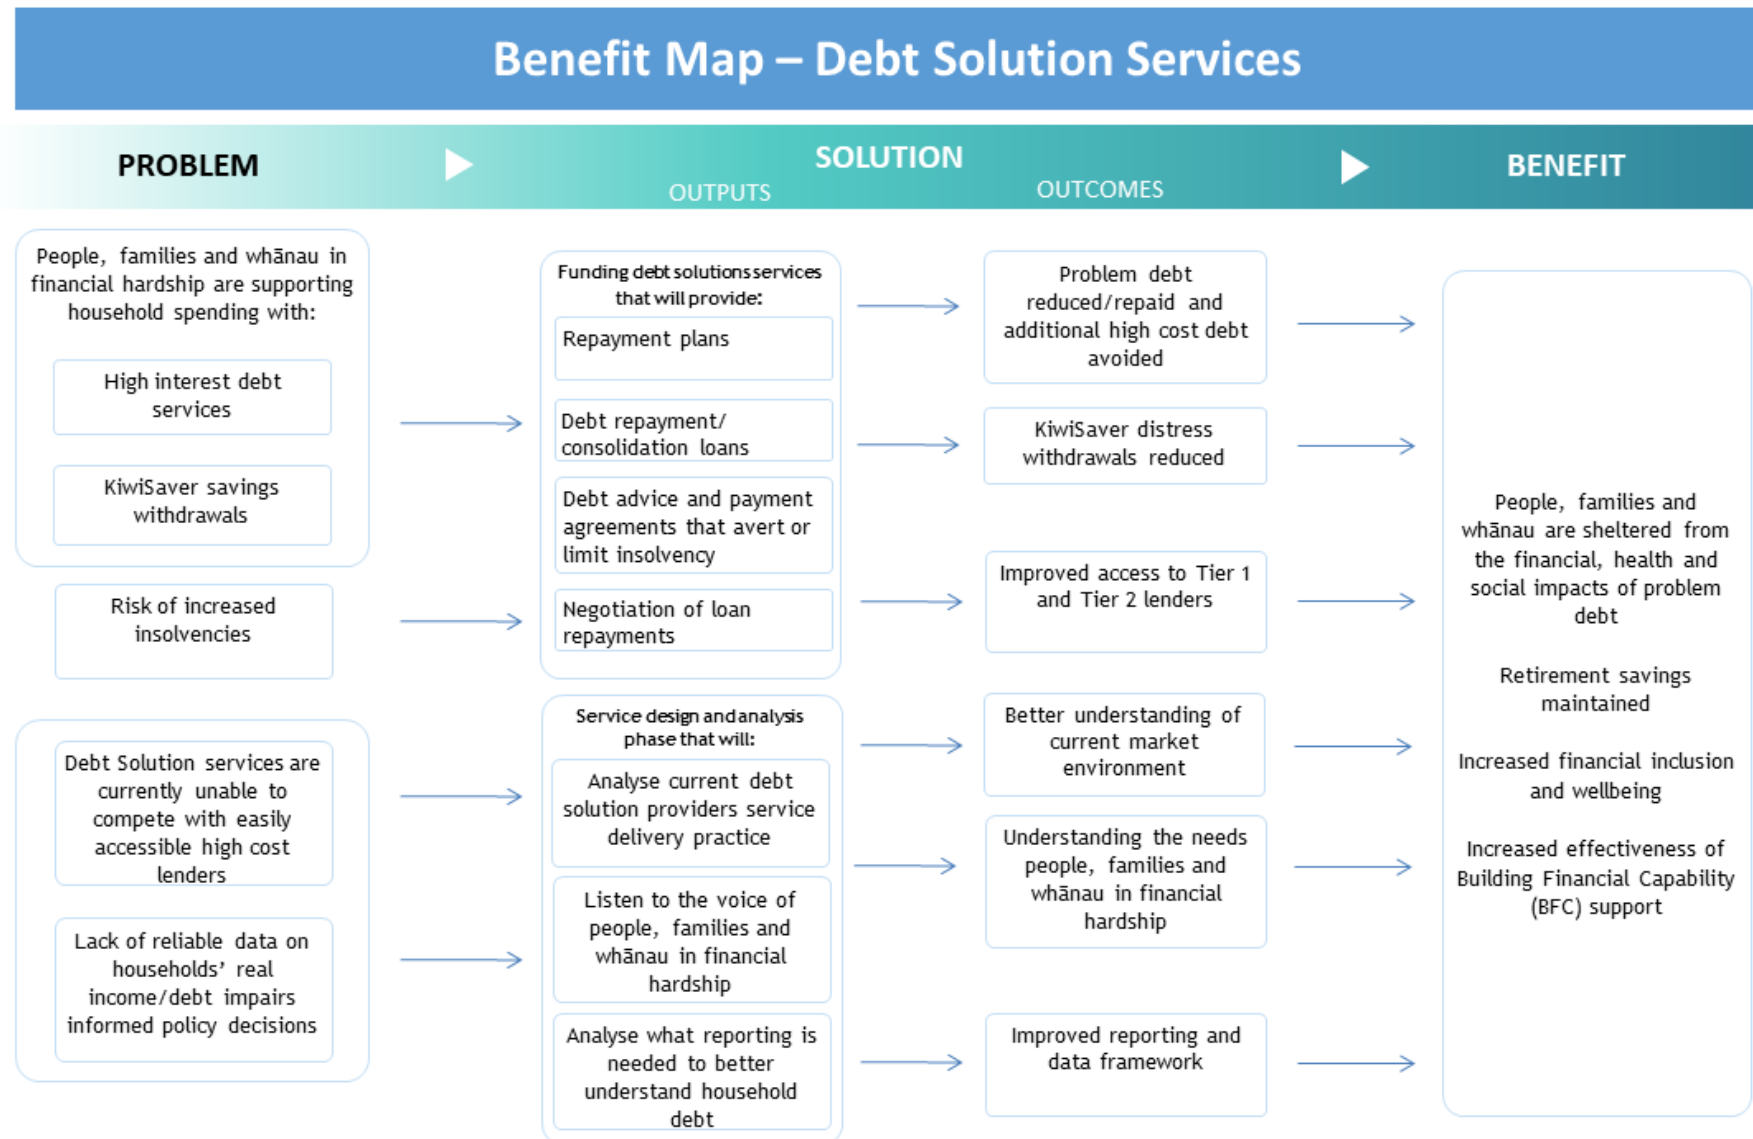 Benefit Map – Debt Solution Services
PROBLEM
SOLUTION
OUTPUTS
OUTCOMES
BENEFIT
People, families and whānau in
financial hardship are supporting
household spending with:
High interest debt
services
KiwiSaver savings
withdrawals
Risk of increased
insolvencies
Debt Solution services are
currently unable to
compete with easily
accessible high cost
lenders
Lack of reliable data on
households’ real
income/debt impairs
informed policy decisions
Funding debt solutions services
that will provide:
Repayment plans
Debt repayment/
consolidation loans
Debt advice and payment
agreements that avert or
limit insolvency
Negotiation of loan
repayments
Service design and analysis
phase that will:
Analyse current debt
solution providers service
delivery practice
Listen to the voice of
people, families and
whānau in financial
hardship
Analyse what reporting is
needed to better
understand household
debt
Problem debt
reduced/repaid and
additional high cost debt
avoided
KiwiSaver distress
withdrawals reduced
Improved access to Tier 1
and Tier 2 lenders
Better understanding of
current market
environment
Understanding the needs
people, families and
whānau in financial
hardship
Improved reporting and
data framework
People, families and
whānau are sheltered from
the financial, health and
social impacts of problem
debt
Retirement savings
maintained
Increased financial inclusion
and wellbeing
Increased effectiveness of
Building Financial Capability
(BFC) support